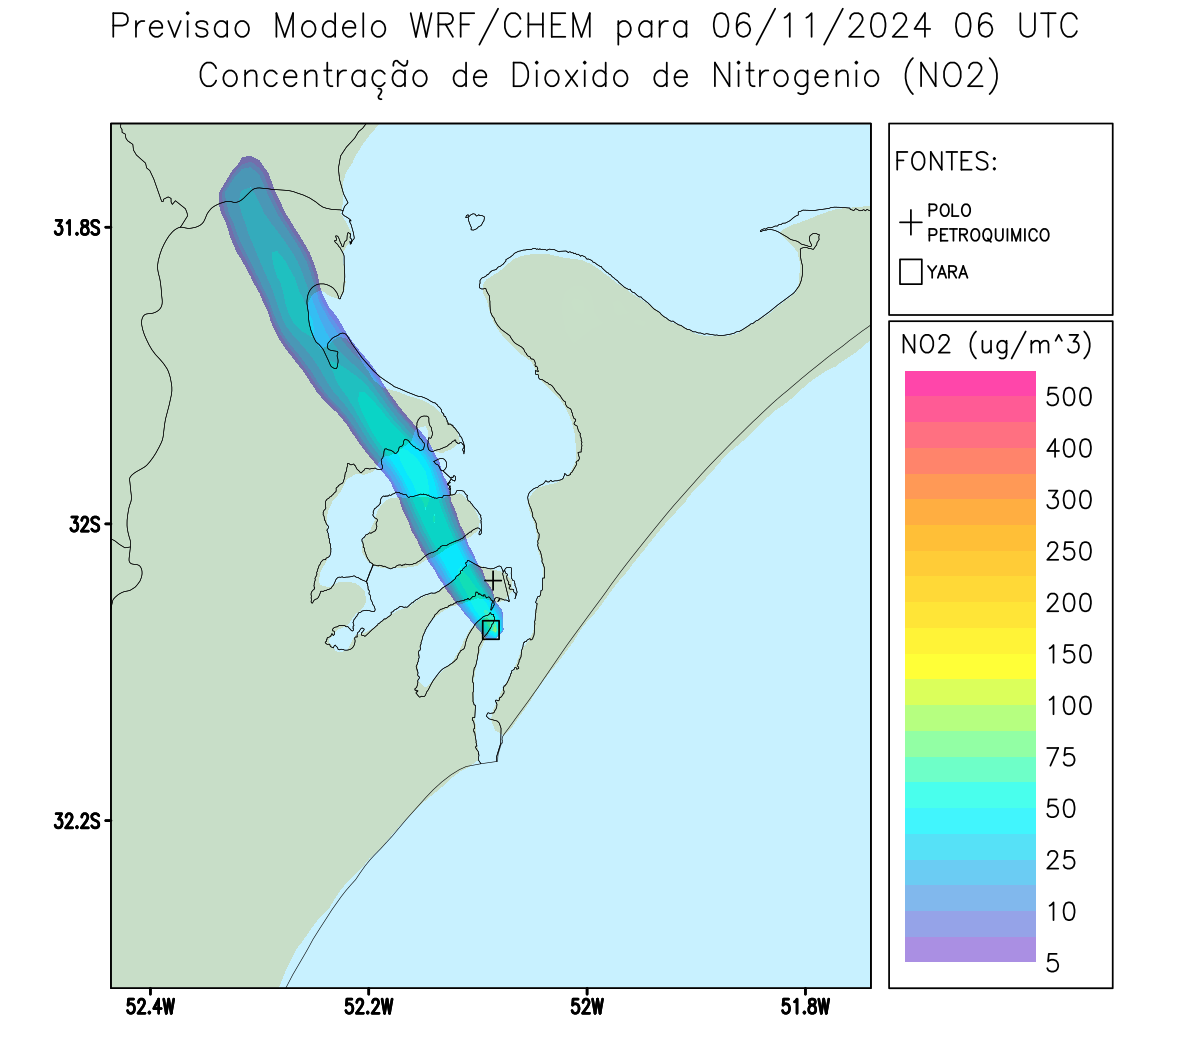 Previsao Modelo WRF/CHEM para 06/11/2024 06 UTC
Concentração de Dioxido de Nitrogenio (NO2)
FONTES:
POLO
PETROQUIMICO
YARA
31.8S
32S
32.2S
52.4W
52.2W
52W
51.8W
NO2 (ug/m^3)
500
400
300
250
200
150
100
75
50
25
10
5